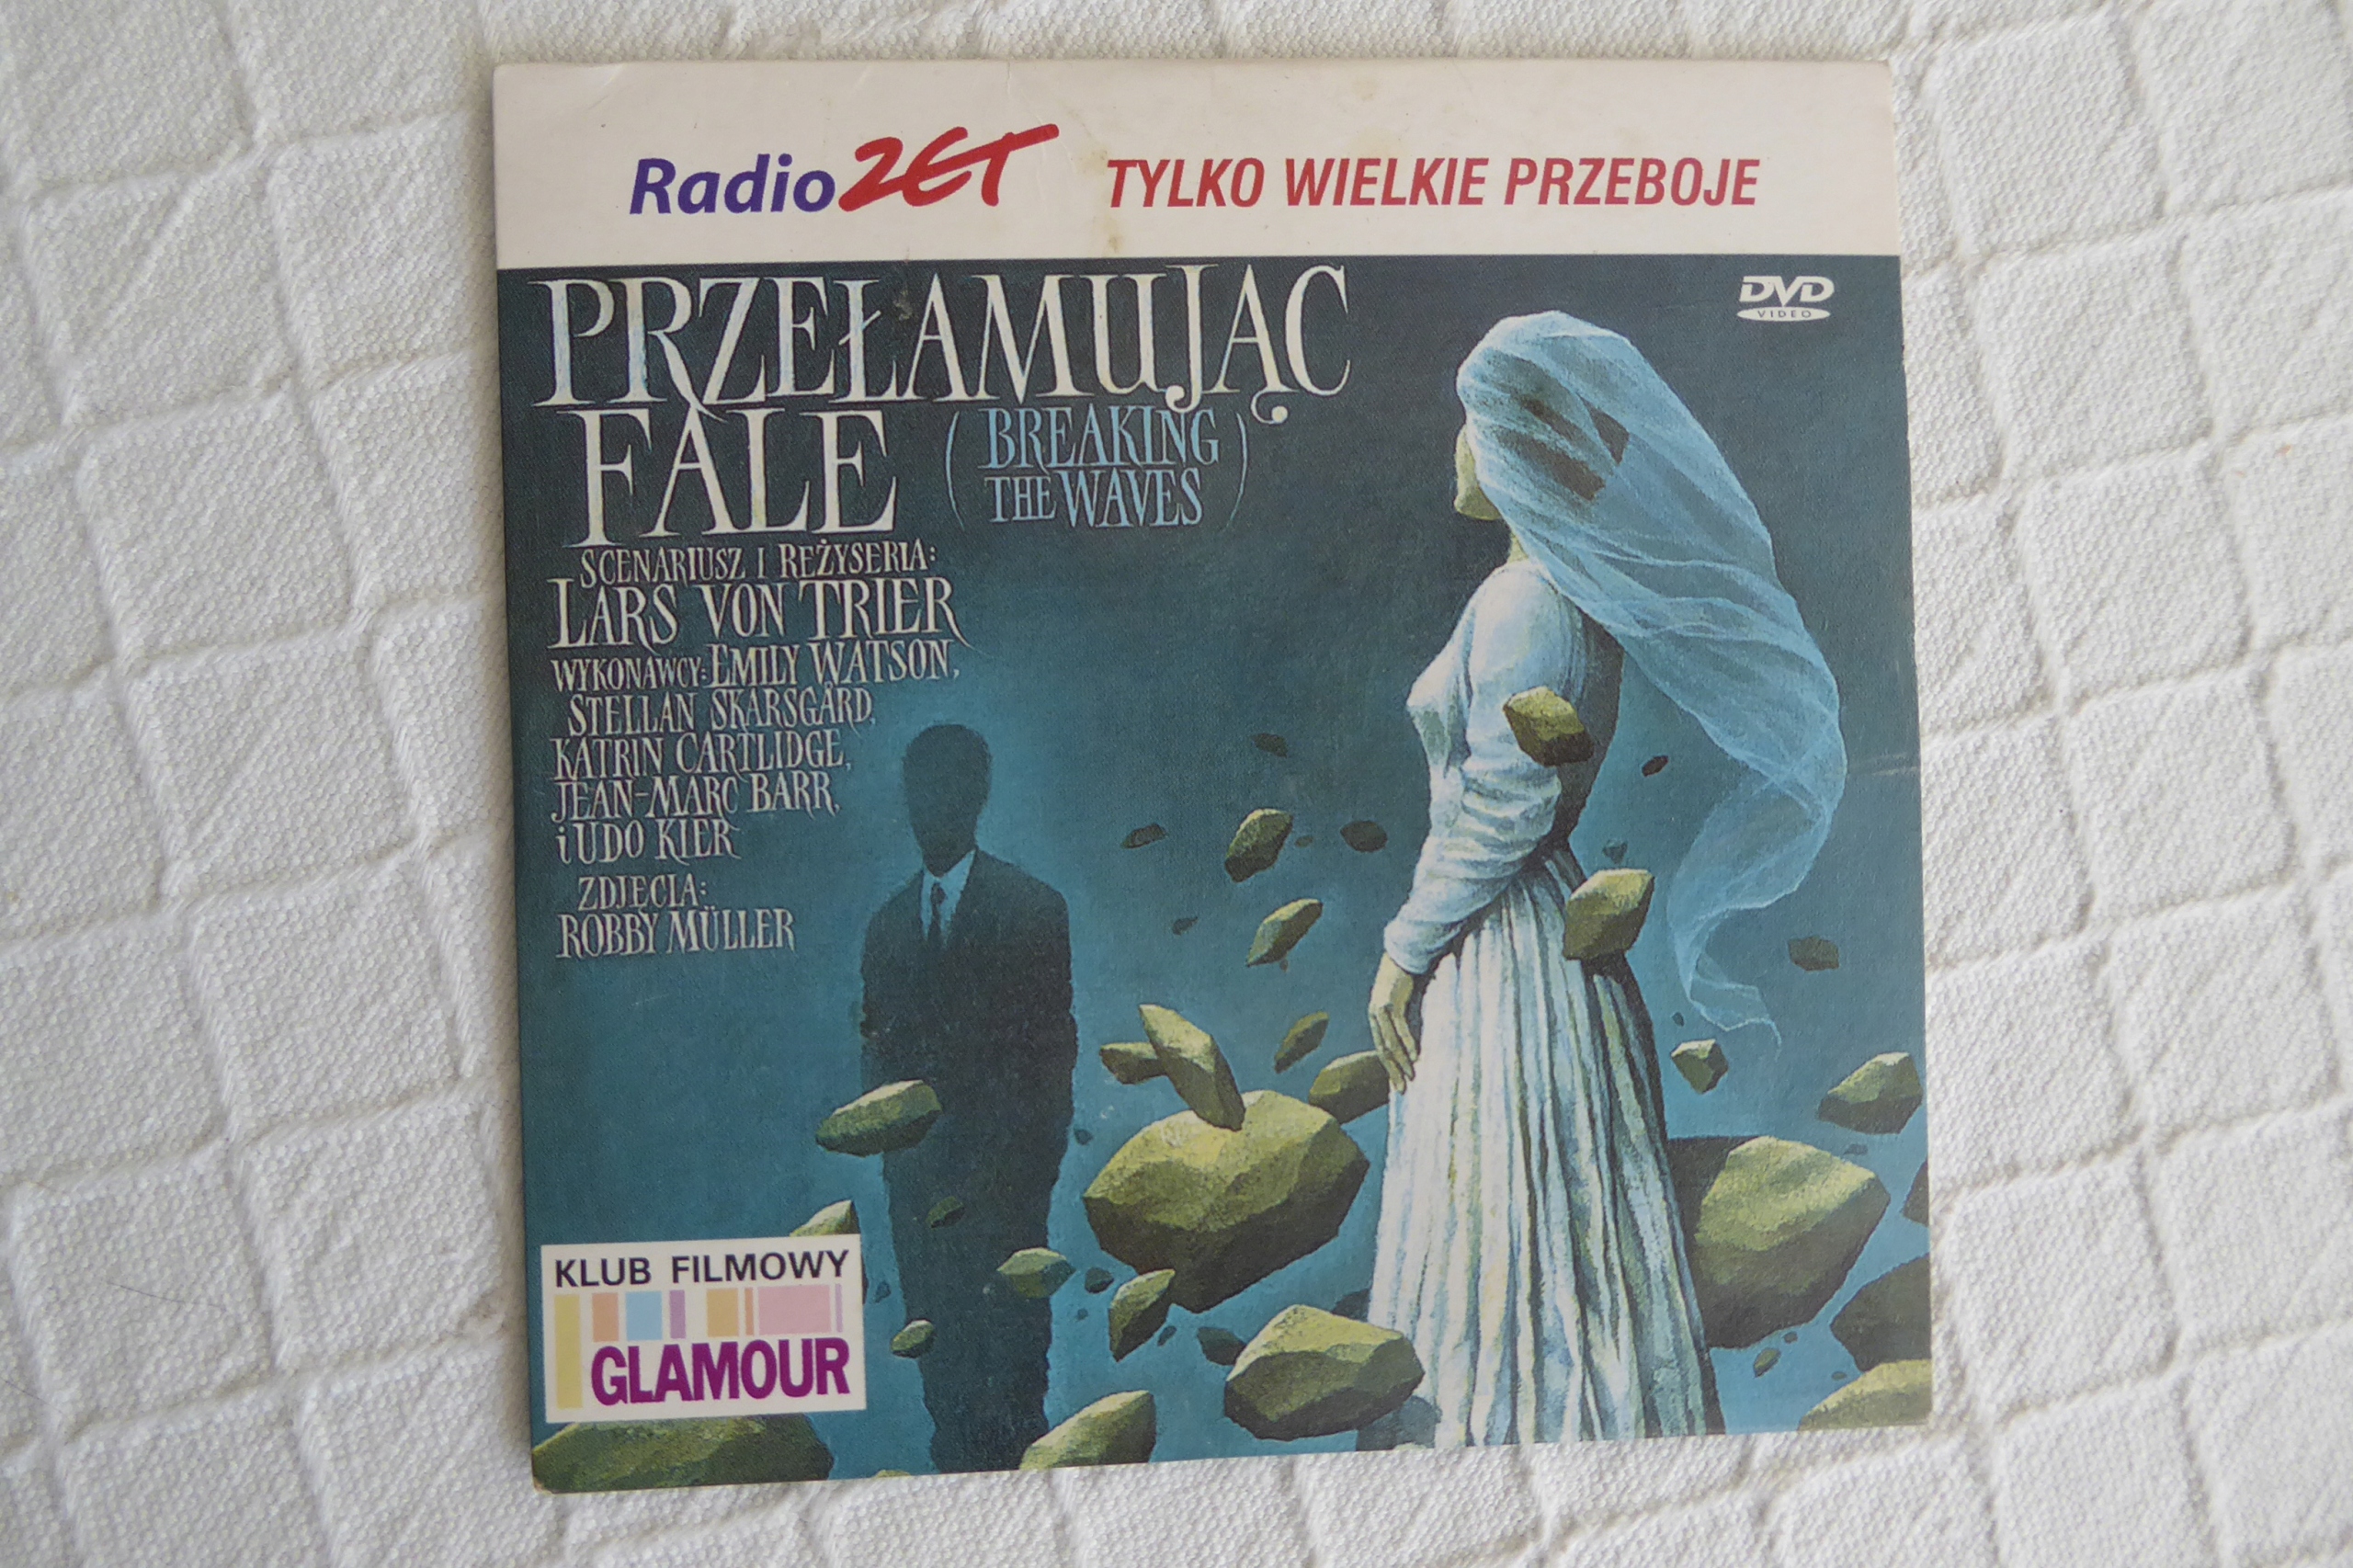 Radio ZET TYLKO WIELKIE PRZEBOJE
DVD
VIDEO
PRZEŁAMUJĄC
FALE
(BREAKING
THE WAVES)
SCENARIUSZ I REŻYSERIA:
LARS VON TRIER
WYKONAWCY: EMILY WATSON,
STELLAN SKARSGÅRD,
KATRIN CARTLIDGE,
JEAN-MARC BARR,
i UDO KIER
ZDJĘCIA:
ROBBY MÜLLER
KLUB FILMOWY
GLAMOUR